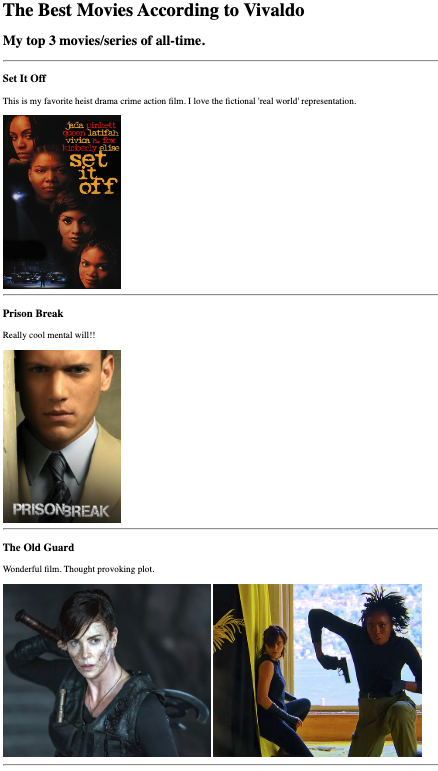 The Best Movies According to Vivaldo
My top 3 movies/series of all-time.
Set It Off
This is my favorite heist drama crime action film. I love the fictional 'real world' representation.
jada pinkett
queen latifah
vivica a. fox
kimberly elise
set
it
off
Prison Break
Really cool mental will!!
PRISON BREAK
The Old Guard
Wonderful film. Thought provoking plot.